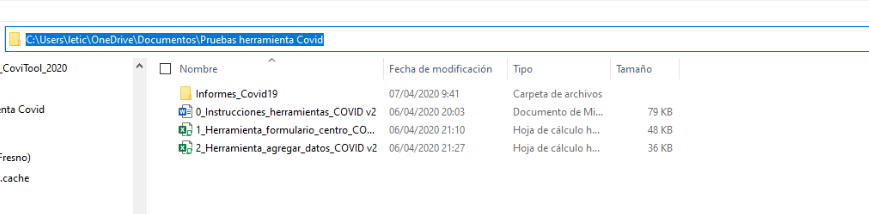 C:\Users\letic\OneDrive\Documentos\Pruebas herramienta Covid
_CoviTool_2020
Nombre Fecha de modificación Tipo Tamaño
Informes_Covid19 07/04/2020 9:41 Carpeta de archivos
enta Covid
0_Instrucciones_herramientas_COVID v2 06/04/2020 20:03 Documento de Mi... 79 KB
1_Herramienta_formulario_centro_CO... 06/04/2020 21:10 Hoja de cálculo h... 48 KB
2_Herramienta_agregar_datos_COVID v2 06/04/2020 21:27 Hoja de cálculo h... 36 KB
Fresno)
.cache